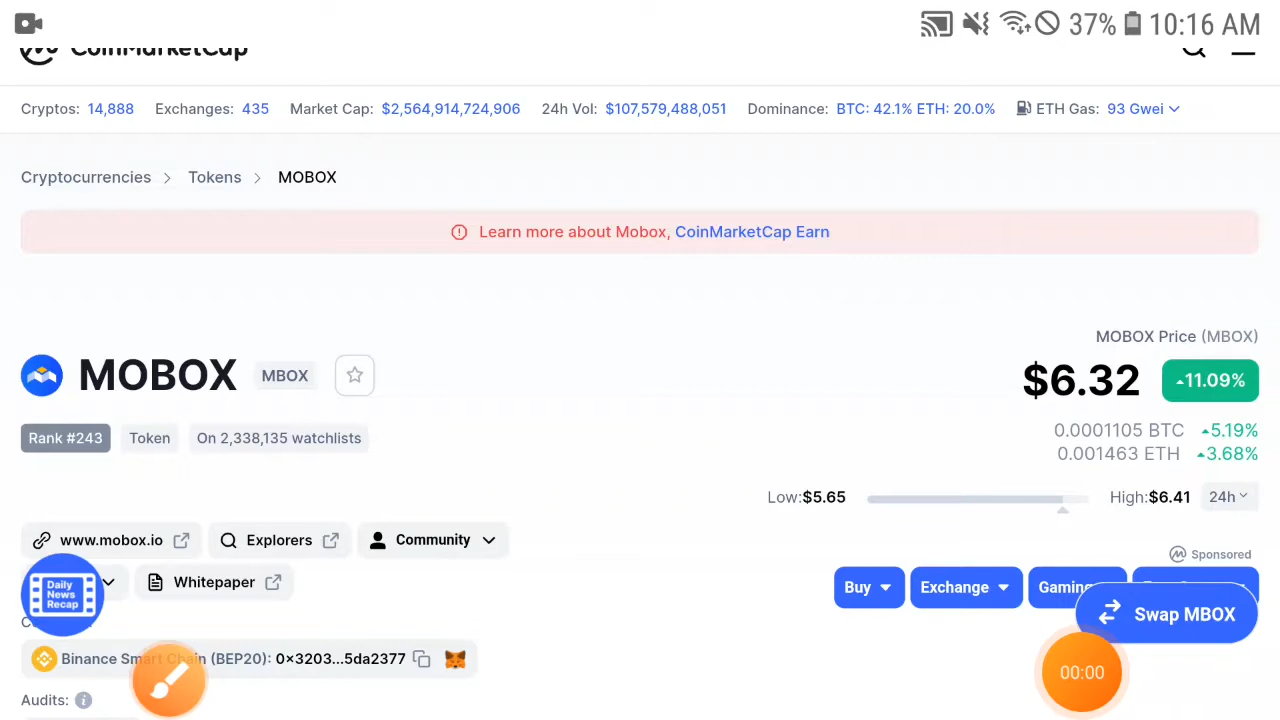 37% 10:16 AM
CoinMarketCap
Cryptos: 14,888 Exchanges: 435 Market Cap: $2,564,914,724,906 24h Vol: $107,579,488,051 Dominance: BTC: 42.1% ETH: 20.0% ETH Gas: 93 Gwei
Cryptocurrencies > Tokens > MOBOX
Learn more about Mobox, CoinMarketCap Earn
MOBOX Price (MBOX)
MOBOX MBOX
$6.32 11.09%
Rank #243 Token On 2,338,135 watchlists
0.0001105 BTC 5.19%
0.001463 ETH 3.68%
Low:$5.65 High:$6.41 24h
www.mobox.io Explorers Community
Sponsored
Whitepaper
Buy Exchange Gaming
Swap MBOX
Daily
News
Recap
Binance Smart Chain (BEP20): 0x3203...5da2377
00:00
Audits: